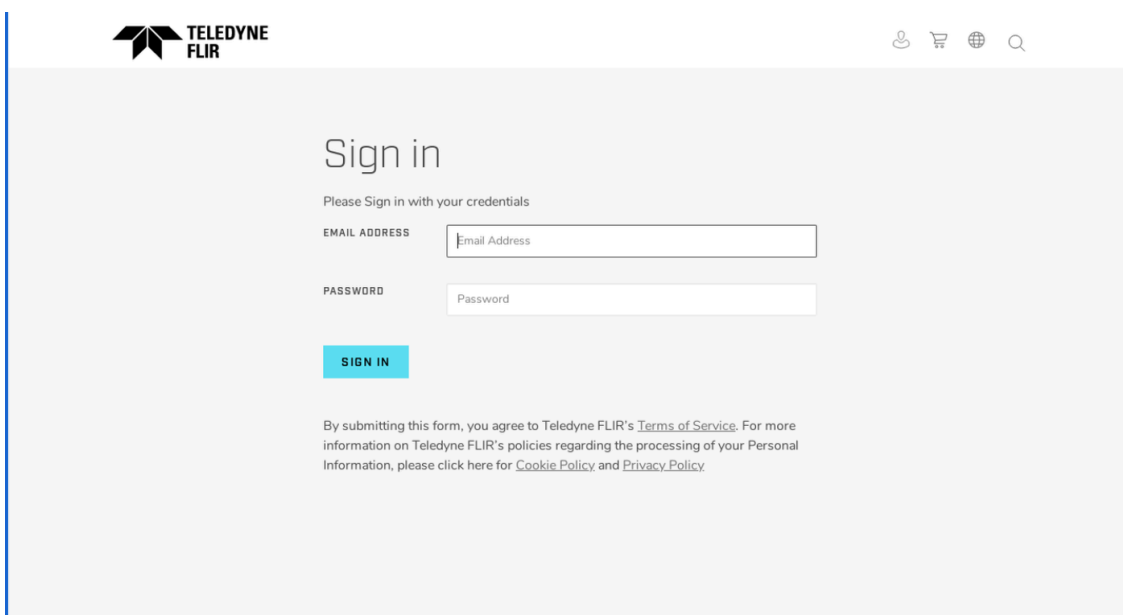 TELEDYNE
FLIR
Sign in
Please Sign in with your credentials
EMAIL ADDRESS
Email Address
PASSWORD
Password
SIGN IN
By submitting this form, you agree to Teledyne FLIR's Terms of Service. For more
information on Teledyne FLIR's policies regarding the processing of your Personal
Information, please click here for Cookie Policy and Privacy Policy